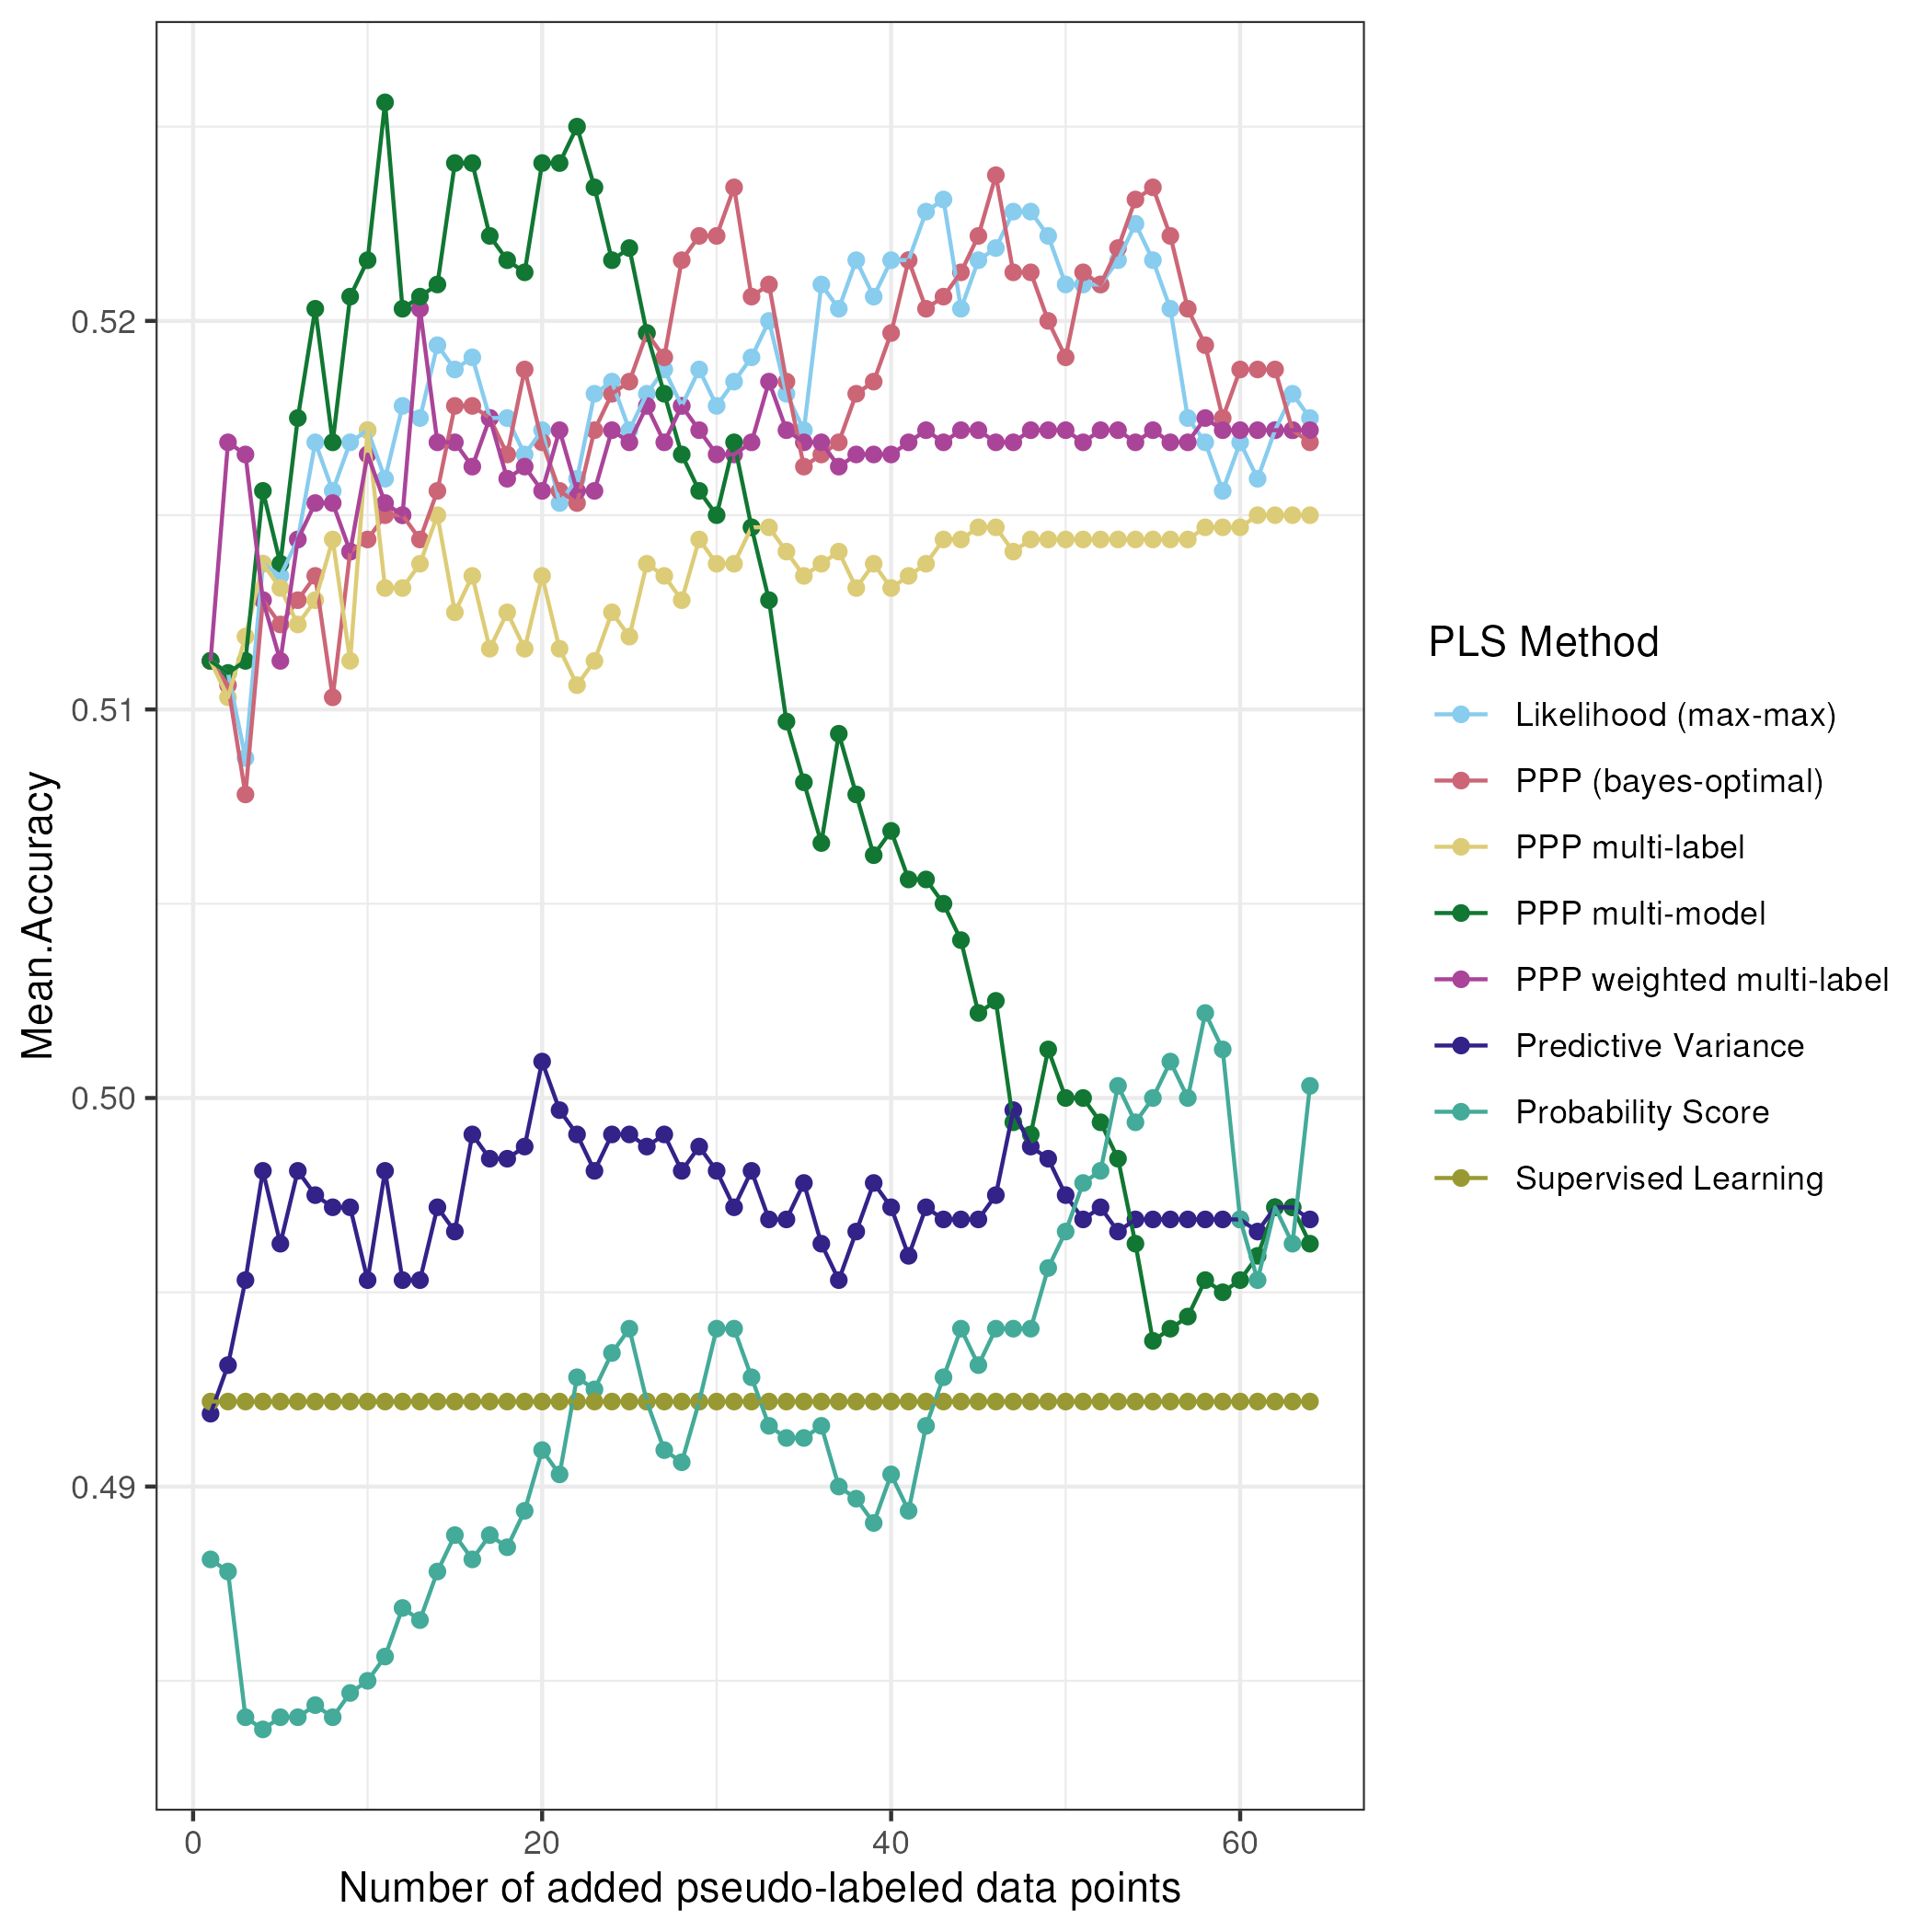 Mean.Accuracy
0.52
0.51
0.50
0.49
0
20
40
60
Number of added pseudo-labeled data points
PLS Method
Likelihood (max-max)
PPP (bayes-optimal)
PPP multi-label
PPP multi-model
PPP weighted multi-label
Predictive Variance
Probability Score
Supervised Learning